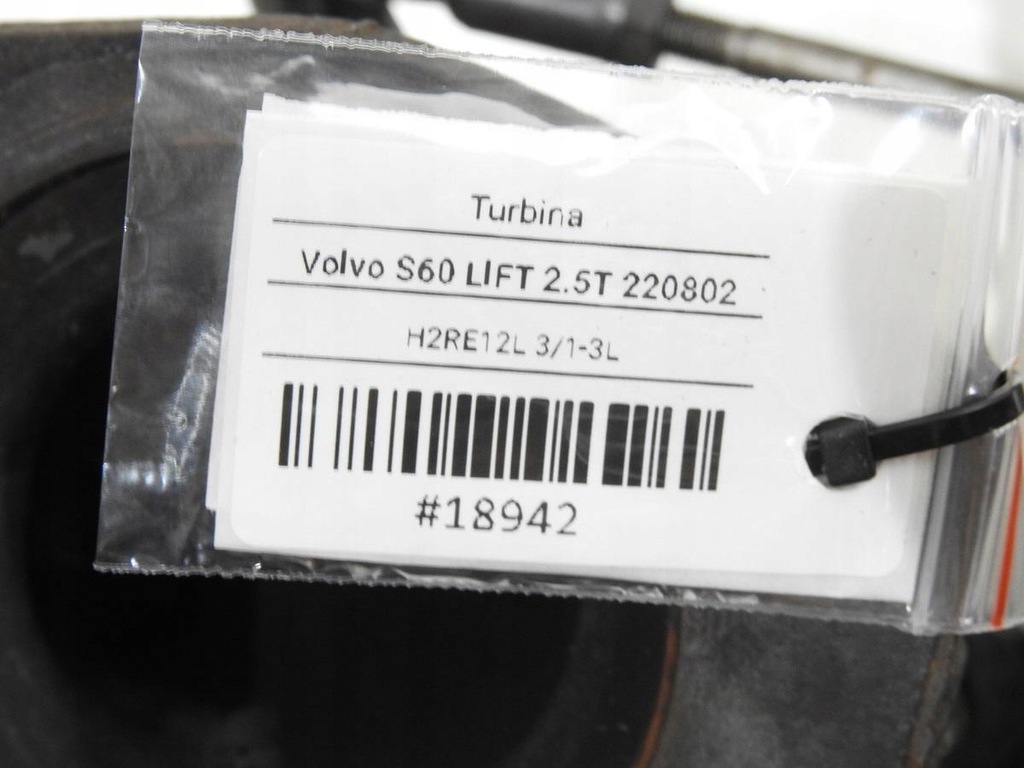 Turbina
Volvo S60 LIFT 2.5T 220802
H2RE12L 3/1-3L
#18942